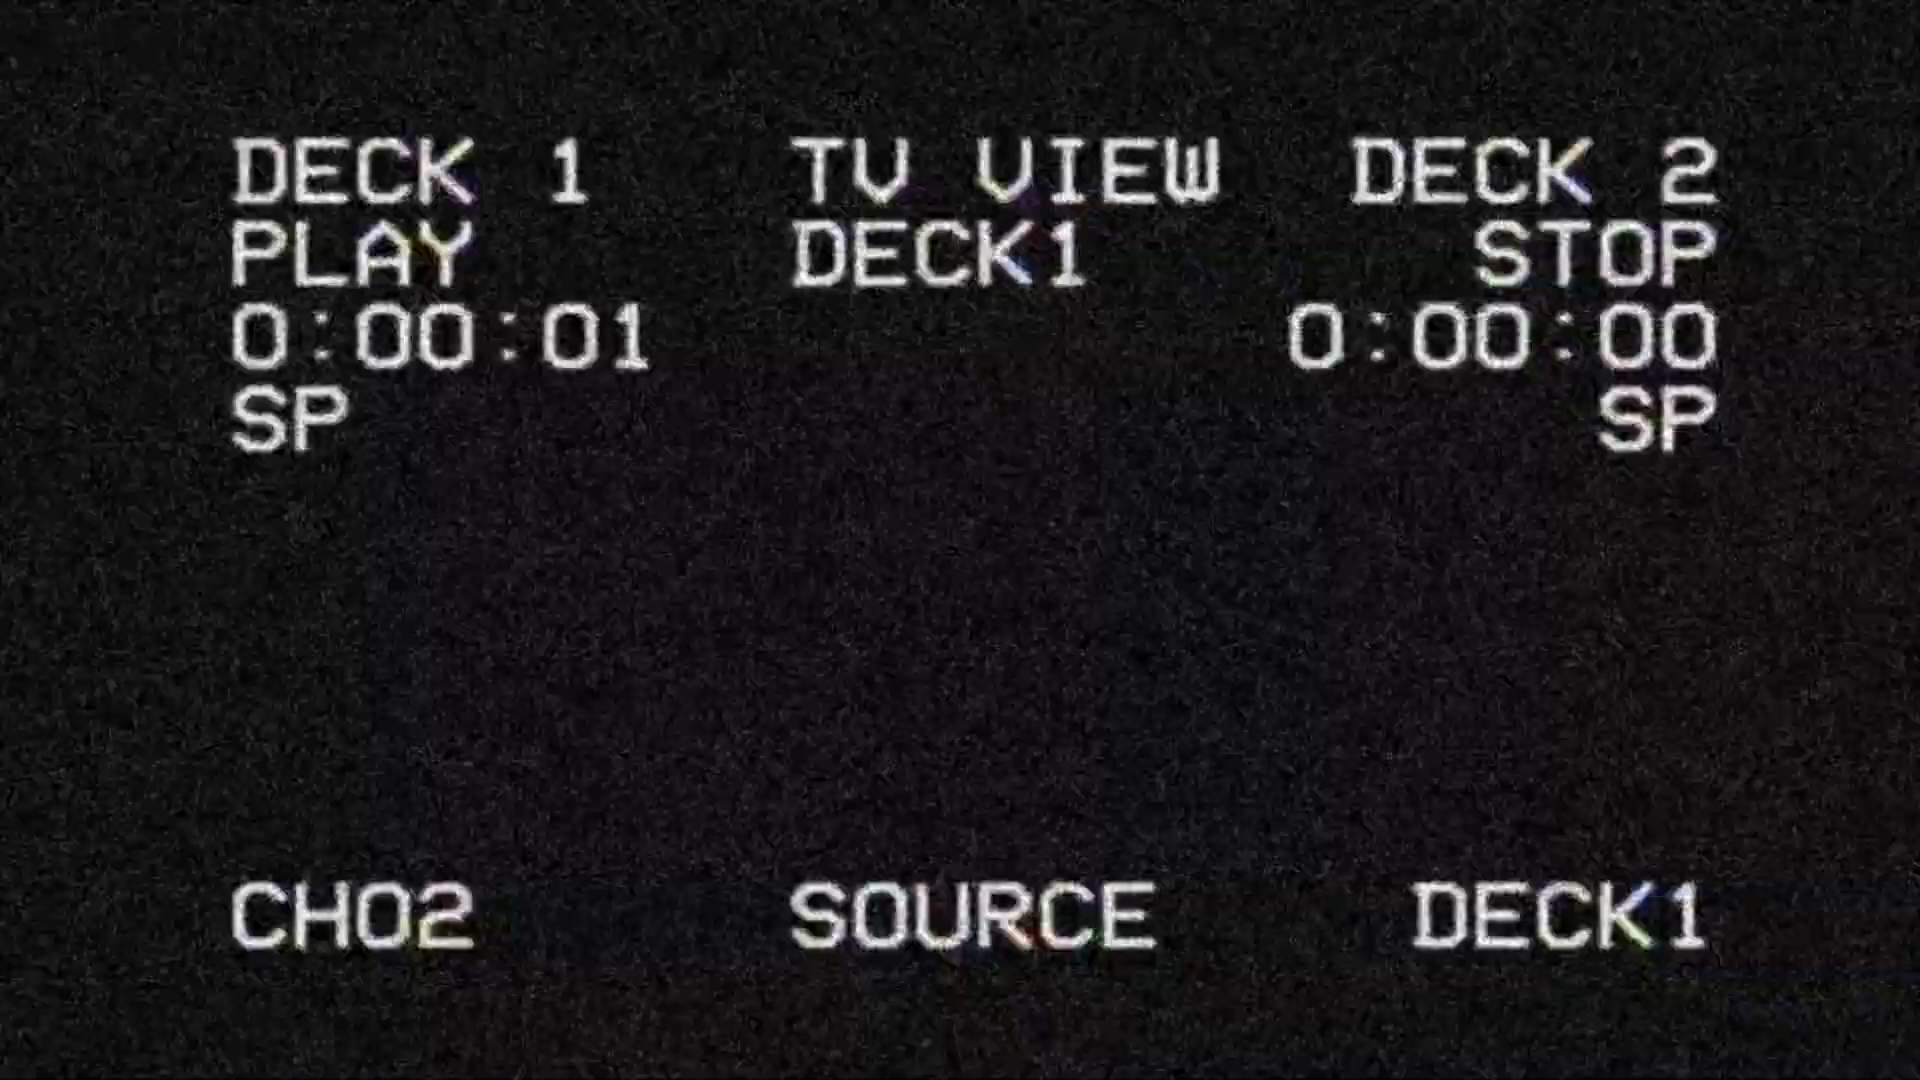 DECK 1 TV VIEW DECK 2
PLAY DECK1 STOP
0:00:01 0:00:00
SP SP
CH02 SOURCE DECK1